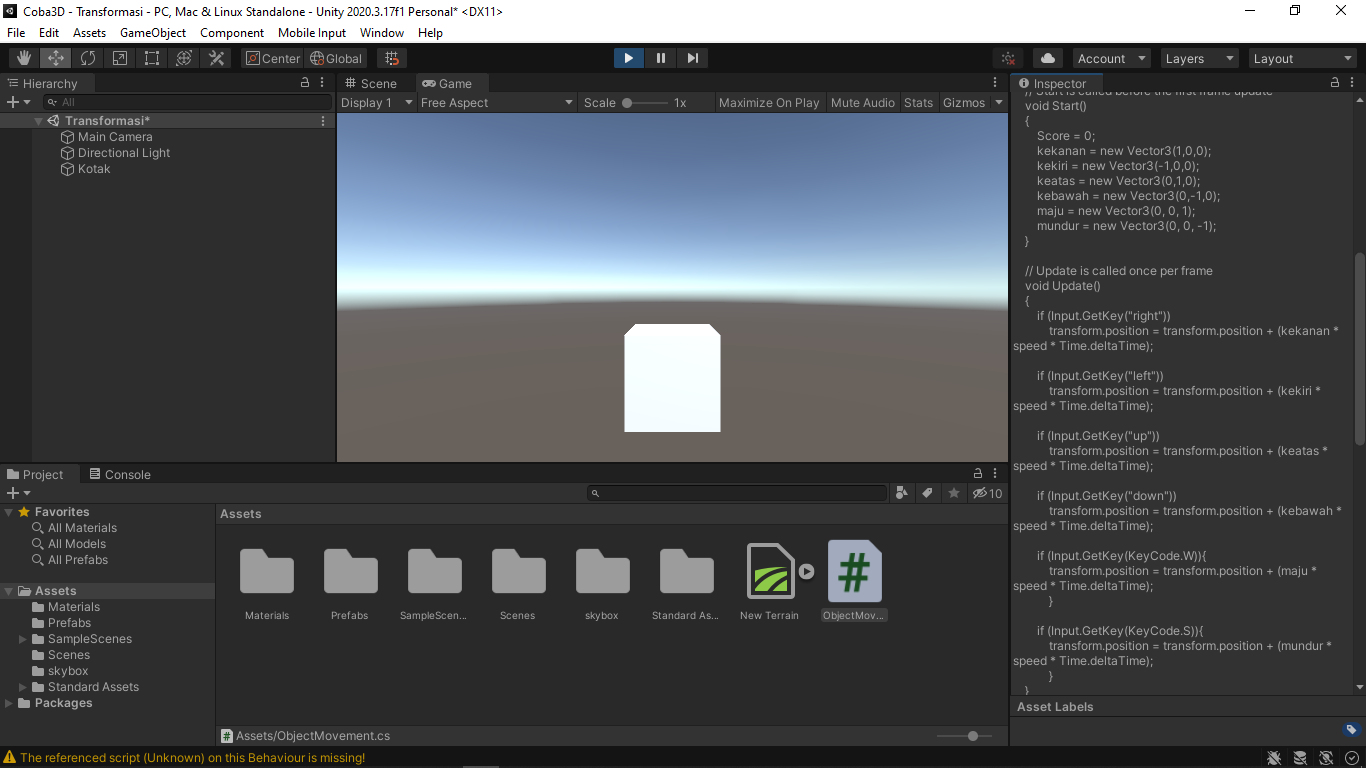 Coba3D - Transformasi - PC, Mac & Linux Standalone - Unity 2020.3.17f1 Personal* <DX11>
File Edit Assets GameObject Component Mobile Input Window Help
Center Global Account Layers Layout
Hierarchy
All
Transformasi*
Main Camera
Directional Light
Kotak
Scene Game
Display 1 Free Aspect Scale 1x Maximize On Play Mute Audio Stats Gizmos
Inspector
// Start is called before the first frame update
void Start()
{
Score = 0;
kekanan = new Vector3(1,0,0);
kekiri = new Vector3(-1,0,0);
keatas = new Vector3(0,1,0);
kebawah = new Vector3(0,-1,0);
maju = new Vector3(0, 0, 1);
mundur = new Vector3(0, 0, -1);
}
// Update is called once per frame
void Update()
{
if (Input.GetKey("right"))
transform.position = transform.position + (kekanan *
speed * Time.deltaTime);
if (Input.GetKey("left"))
transform.position = transform.position + (kekiri *
speed * Time.deltaTime);
if (Input.GetKey("up"))
transform.position = transform.position + (keatas *
speed * Time.deltaTime);
if (Input.GetKey("down"))
transform.position = transform.position + (kebawah *
speed * Time.deltaTime);
if (Input.GetKey(KeyCode.W)){
transform.position = transform.position + (maju *
speed * Time.deltaTime);
}
if (Input.GetKey(KeyCode.S)){
transform.position = transform.position + (mundur *
speed * Time.deltaTime);
}
}
Asset Labels
Project Console
10
Favorites
All Materials
All Models
All Prefabs
Assets
Materials
Prefabs
SampleScenes
Scenes
skybox
Standard Assets
Packages
Assets
Materials Prefabs SampleScen... Scenes skybox Standard As... New Terrain ObjectMov...
Assets/ObjectMovement.cs
The referenced script (Unknown) on this Behaviour is missing!